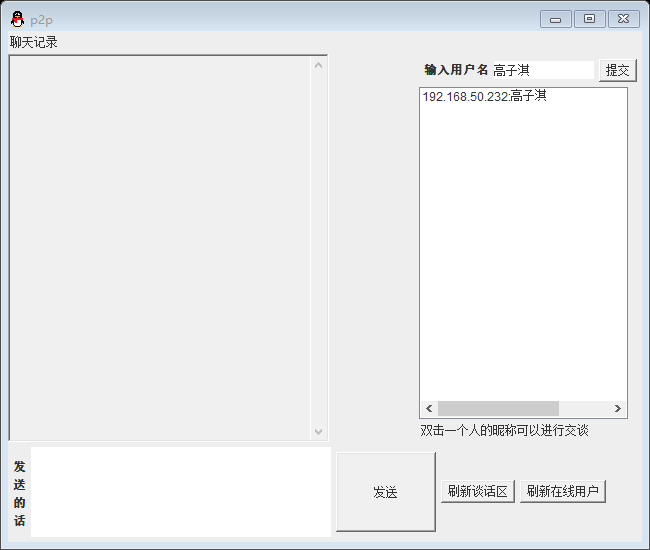 p2p
聊天记录
输入用户名 高子淇 提交
192.168.50.232:高子淇
双击一个人的昵称可以进行交谈
发送的话
发送
刷新谈话区
刷新在线用户